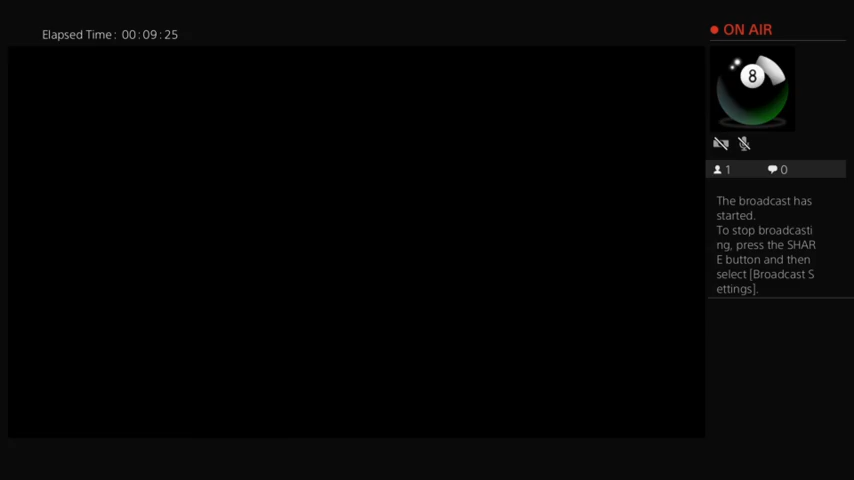 Elapsed Time: 00:09:25
ON AIR
8
1 0
The broadcast has
started.
To stop broadcasti
ng, press the SHAR
E button and then
select [Broadcast S
ettings].